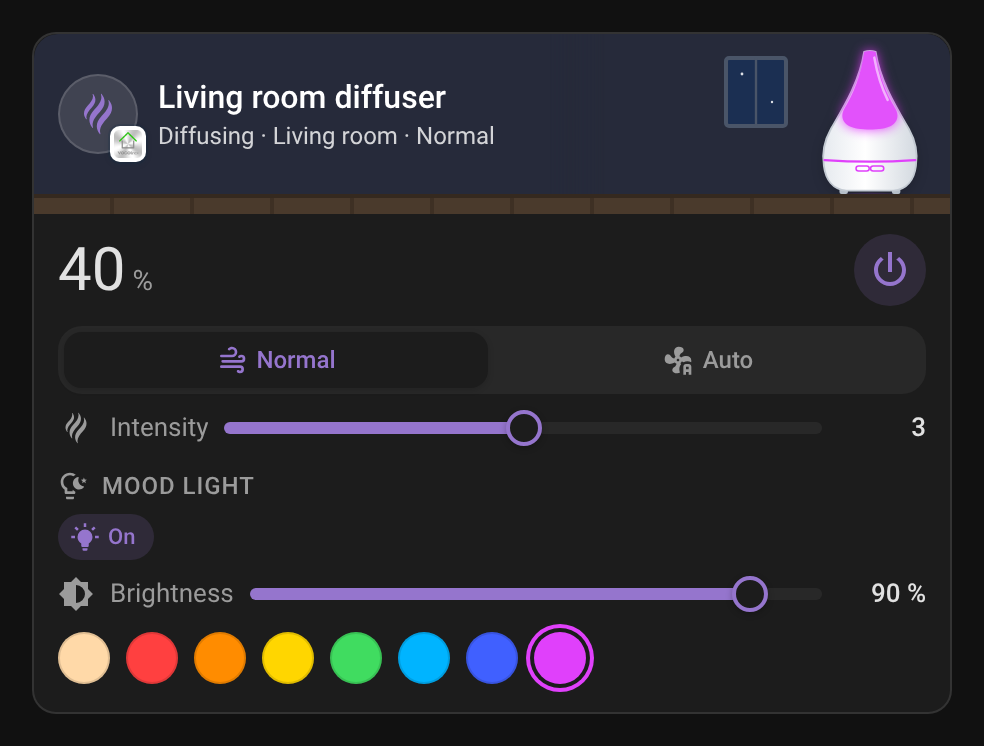 Living room diffuser
Diffusing · Living room · Normal
40 %
Normal
Auto
Intensity
3
MOOD LIGHT
On
Brightness
90 %